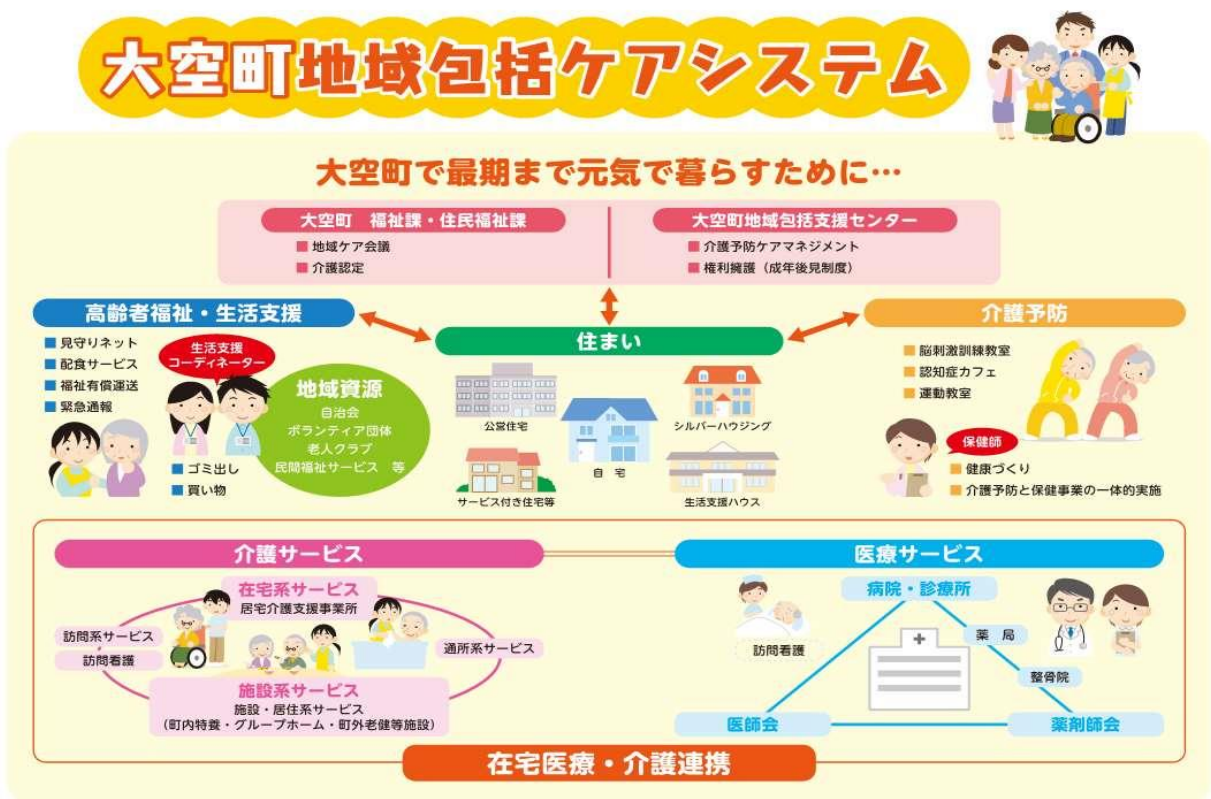 大空町地域包括ケアシステム
大空町で最期まで元気で暮らすために…
大空町 福祉課・住民福祉課
地域ケア会議
介護認定
大空町地域包括支援センター
介護予防ケアマネジメント
権利擁護（成年後見制度）
高齢者福祉・生活支援
見守りネット
配食サービス
福祉有償運送
緊急通報
生活支援
コーディネーター
ゴミ出し
買い物
地域資源
自治会
ボランティア団体
老人クラブ
民間福祉サービス 等
住まい
公営住宅
シルバーハウジング
自 宅
サービス付き住宅等
生活支援ハウス
介護予防
脳刺激訓練教室
認知症カフェ
運動教室
保健師
健康づくり
介護予防と保健事業の一体的実施
介護サービス
在宅系サービス
居宅介護支援事業所
訪問系サービス
訪問看護
通所系サービス
施設系サービス
施設・居住系サービス
（町内特養・グループホーム・町外老健等施設）
医療サービス
病院・診療所
訪問看護
薬 局
整骨院
医師会
薬剤師会
在宅医療・介護連携